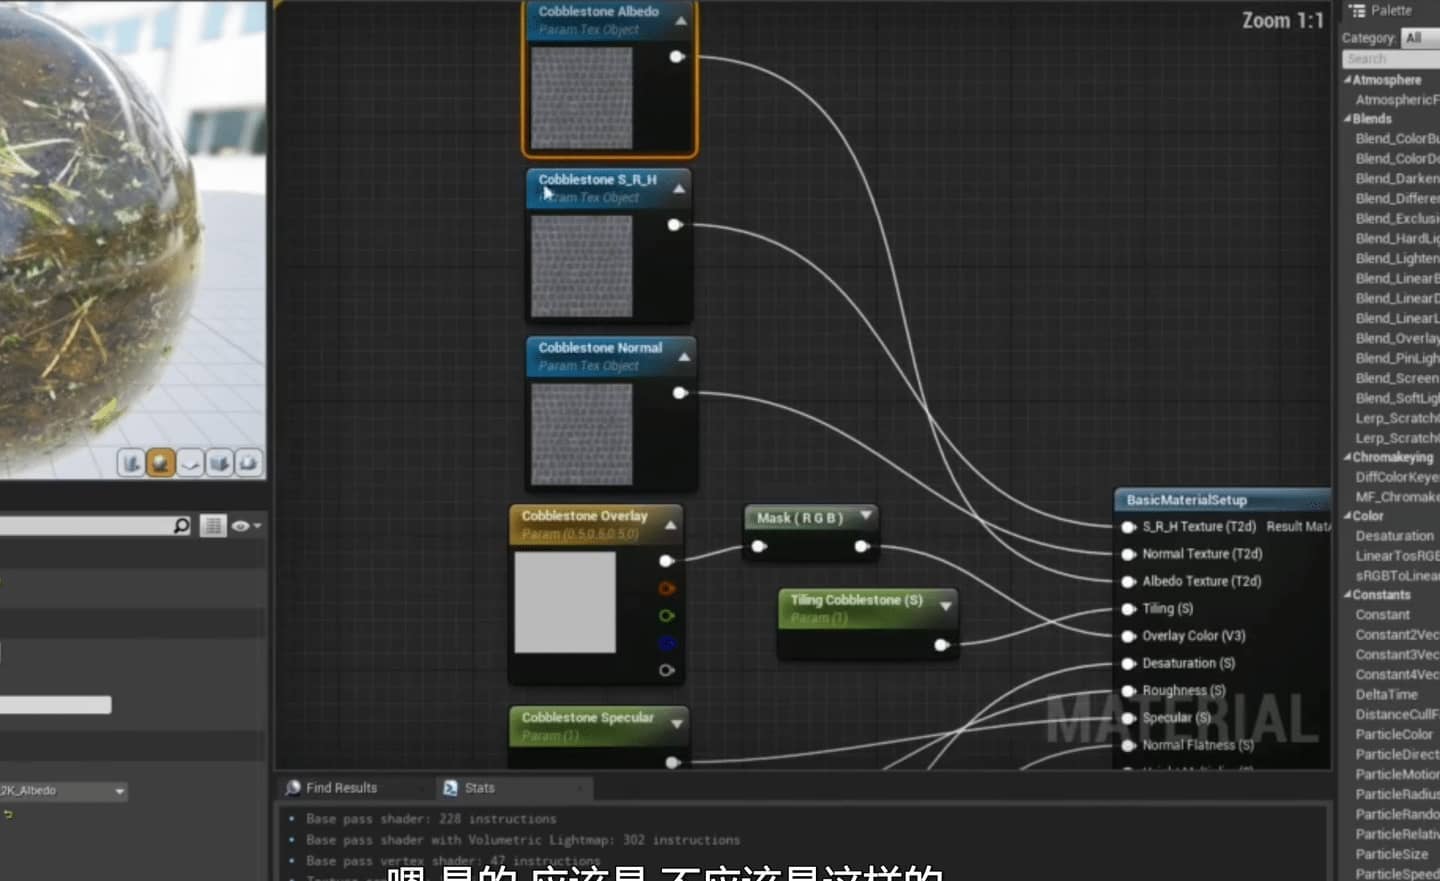 Cobblestone Albedo
Param Tex Object
Zoom 1:1
Cobblestone S_R_H
Param Tex Object
Cobblestone Normal
Param Tex Object
Cobblestone Overlay
Param (0.5,0.5,0.5,0)
Mask ( R G B )
Tiling Cobblestone (S)
Param (1)
Cobblestone Specular
Param (1)
BasicMaterialSetup
S_R_H Texture (T2d) Result Mat
Normal Texture (T2d)
Albedo Texture (T2d)
Tiling (S)
Overlay Color (V3)
Desaturation (S)
Roughness (S)
Specular (S)
Normal Flatness (S)
MATERIAL
2K_Albedo
Find Results
Stats
Base pass shader: 228 instructions
Base pass shader with Volumetric Lightmap: 302 instructions
Base pass vertex shader: 47 instructions
嗯 是的 应该是 不应该是这样的
Palette
Category: All
Search
Atmosphere
AtmosphericF
Blends
Blend_ColorBu
Blend_ColorDo
Blend_Darken
Blend_Differen
Blend_Exclusi
Blend_HardLig
Blend_Lighten
Blend_LinearB
Blend_LinearD
Blend_LinearL
Blend_Overlay
Blend_PinLigh
Blend_Screen
Blend_SoftLig
Lerp_Scratch
Lerp_Scratch
Chromakeying
DiffColorKeye
MF_Chromake
Color
Desaturation
LinearTosRGB
sRGBToLinear
Constants
Constant
Constant2Vec
Constant3Vec
Constant4Vec
DeltaTime
DistanceCullF
ParticleColor
ParticleDirect
ParticleMotion
ParticleRadius
ParticleRando
ParticleRelativ
ParticleSize
ParticleSpeed